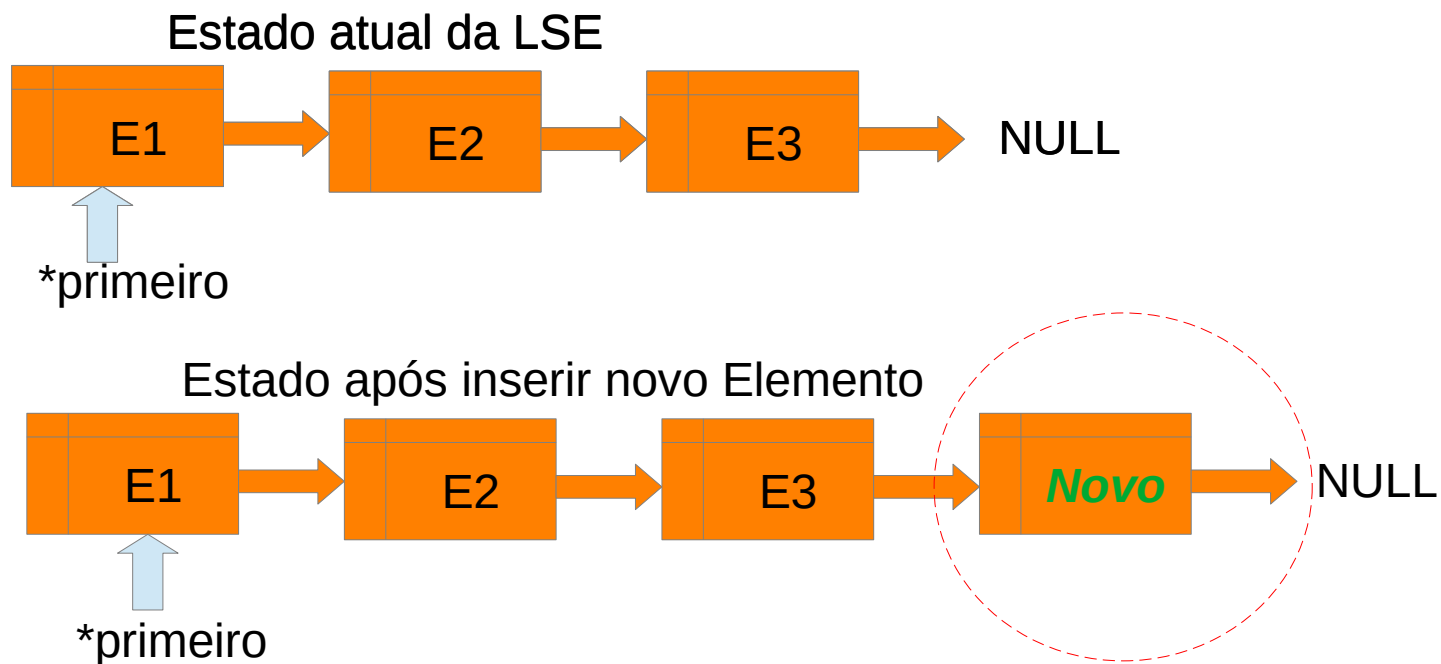 Estado atual da LSE
E1
E2
E3
NULL
*primeiro
Estado após inserir novo Elemento
E1
E2
E3
Novo
NULL
*primeiro